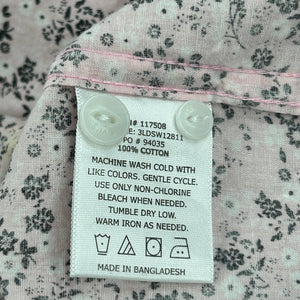 # 117508
: 3LDSW12811
PO # 94035
100% COTTON
MACHINE WASH COLD WITH
LIKE COLORS. GENTLE CYCLE.
USE ONLY NON-CHLORINE
BLEACH WHEN NEEDED.
TUMBLE DRY LOW.
WARM IRON AS NEEDED.
MADE IN BANGLADESH